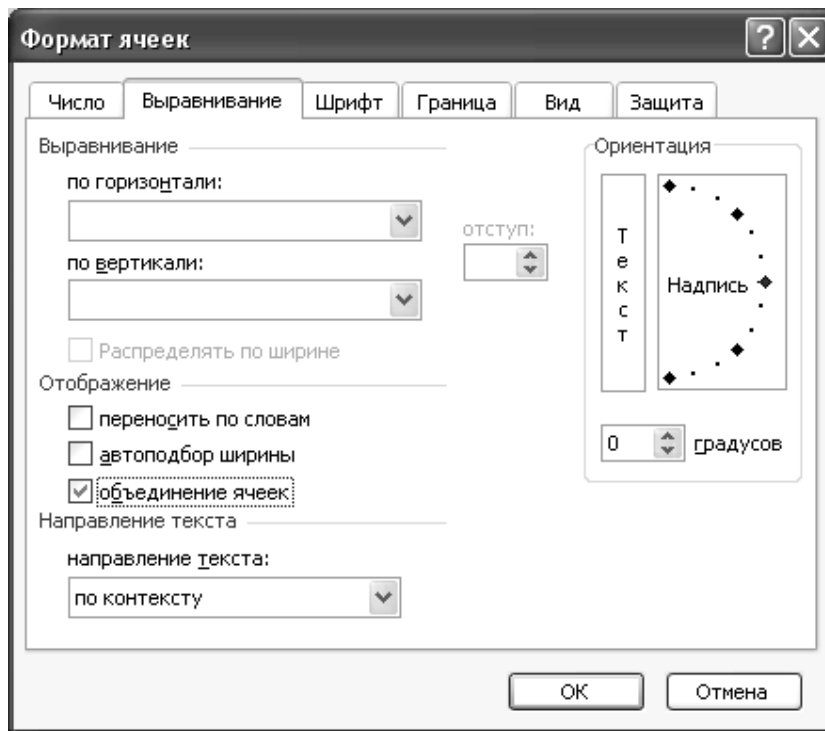 Формат ячеек
Число Выравнивание Шрифт Граница Вид Защита
Выравнивание
по горизонтали:
отступ:
по вертикали:
Распределять по ширине
Отображение
переносить по словам
автоподбор ширины
объединение ячеек
Направление текста
направление текста:
по контексту
Ориентация
Текст
Надпись
0 градусов
ОК Отмена